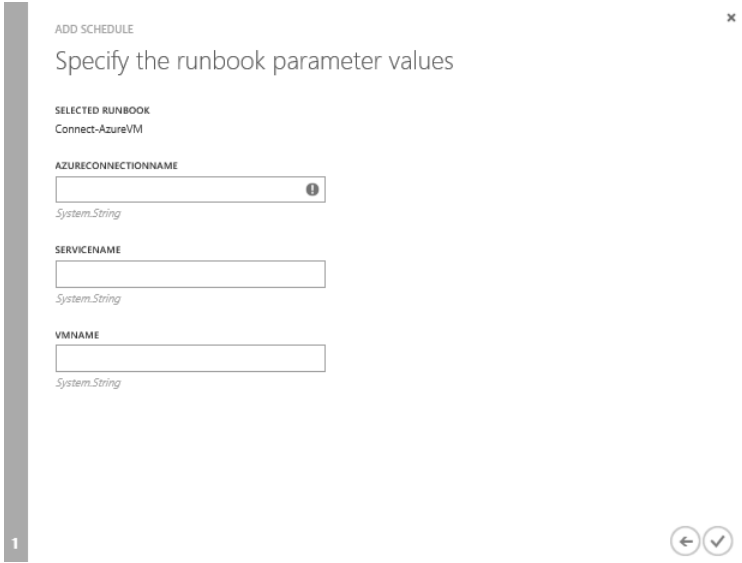 ADD SCHEDULE
Specify the runbook parameter values
SELECTED RUNBOOK
Connect-AzureVM
AZURECONNECTIONNAME
System.String
SERVICENAME
System.String
VMNAME
System.String
1